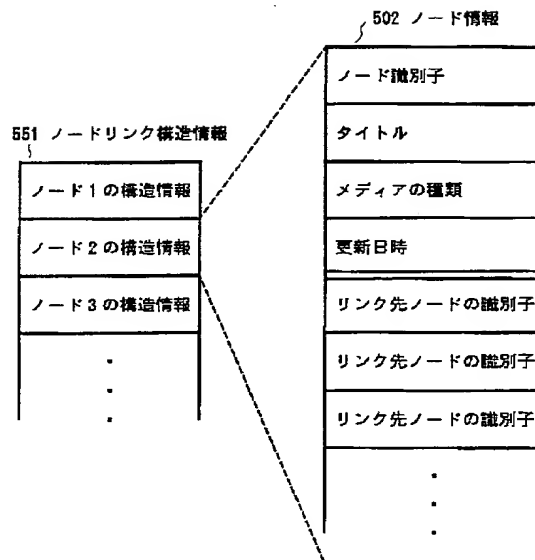 502 ノード情報
ノード識別子
タイトル
メディアの種類
更新日時
リンク先ノードの識別子
リンク先ノードの識別子
リンク先ノードの識別子
551 ノードリンク構造情報
ノード1の構造情報
ノード2の構造情報
ノード3の構造情報